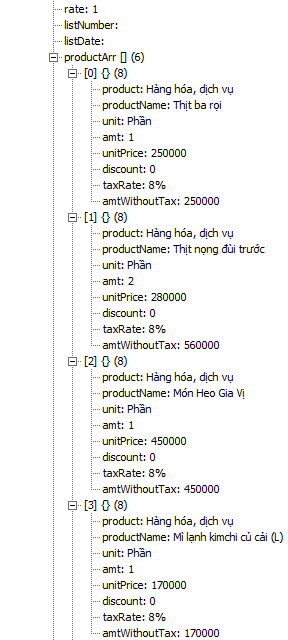 rate: 1
listNumber:
listDate:
productArr [] (6)
[0] {} (8)
product: Hàng hóa, dịch vụ
productName: Thịt ba rọi
unit: Phần
amt: 1
unitPrice: 250000
discount: 0
taxRate: 8%
amtWithoutTax: 250000
[1] {} (8)
product: Hàng hóa, dịch vụ
productName: Thịt nọng đùi trước
unit: Phần
amt: 2
unitPrice: 280000
discount: 0
taxRate: 8%
amtWithoutTax: 560000
[2] {} (8)
product: Hàng hóa, dịch vụ
productName: Món Heo Gia Vị
unit: Phần
amt: 1
unitPrice: 450000
discount: 0
taxRate: 8%
amtWithoutTax: 450000
[3] {} (8)
product: Hàng hóa, dịch vụ
productName: Mì lạnh kimchi củ cải (L)
unit: Phần
amt: 1
unitPrice: 170000
discount: 0
taxRate: 8%
amtWithoutTax: 170000